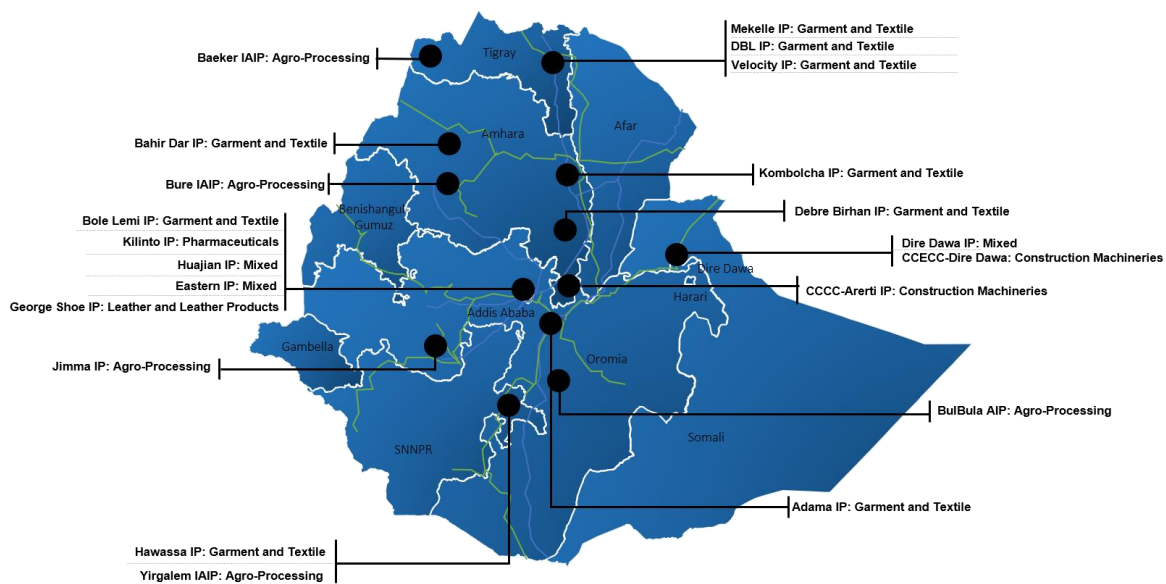 Mekelle IP: Garment and Textile
DBL IP: Garment and Textile
Velocity IP: Garment and Textile
Baeker IAIP: Agro-Processing
Tigray
Afar
Amhara
Bahir Dar IP: Garment and Textile
Kombolcha IP: Garment and Textile
Bure IAIP: Agro-Processing
Benishangul
Gumuz
Debre Birhan IP: Garment and Textile
Bole Lemi IP: Garment and Textile
Kilinto IP: Pharmaceuticals
Huajian IP: Mixed
Eastern IP: Mixed
George Shoe IP: Leather and Leather Products
Dire Dawa IP: Mixed
CCECC-Dire Dawa: Construction Machineries
Dire Dawa
Harari
CCCC-Arerti IP: Construction Machineries
Addis Ababa
Gambella
Oromia
Jimma IP: Agro-Processing
BulBula AIP: Agro-Processing
Somali
SNNPR
Adama IP: Garment and Textile
Hawassa IP: Garment and Textile
Yirgalem IAIP: Agro-Processing